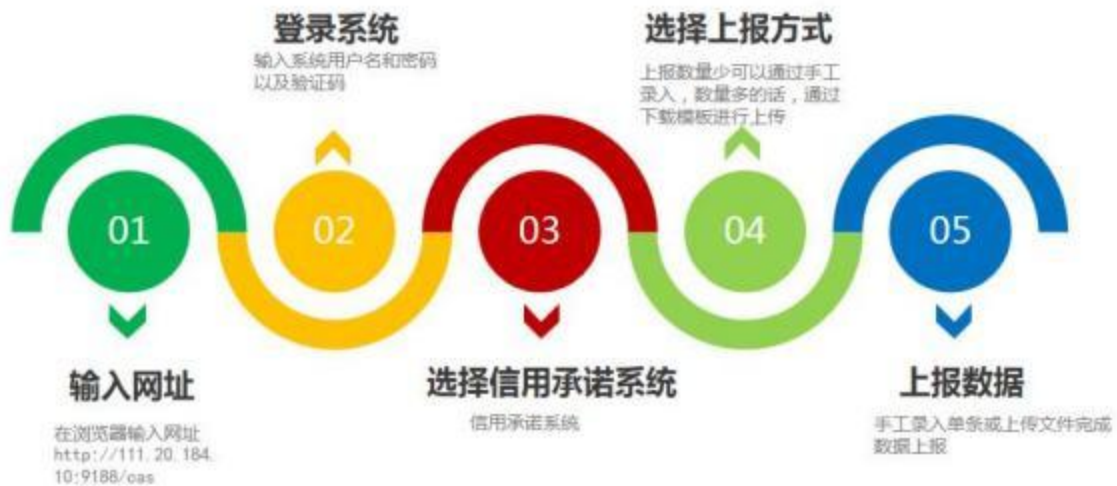 01
输入网址
在浏览器输入网址
http://111.20.184.
10:9188/cas
登录系统
输入系统用户名和密码
以及验证码
02
03
选择信用承诺系统
信用承诺系统
选择上报方式
上报数量少可以通过手工
录入，数量多的话，通过
下载模板进行上传
04
05
上报数据
手工录入单条或上传文件完成
数据上报